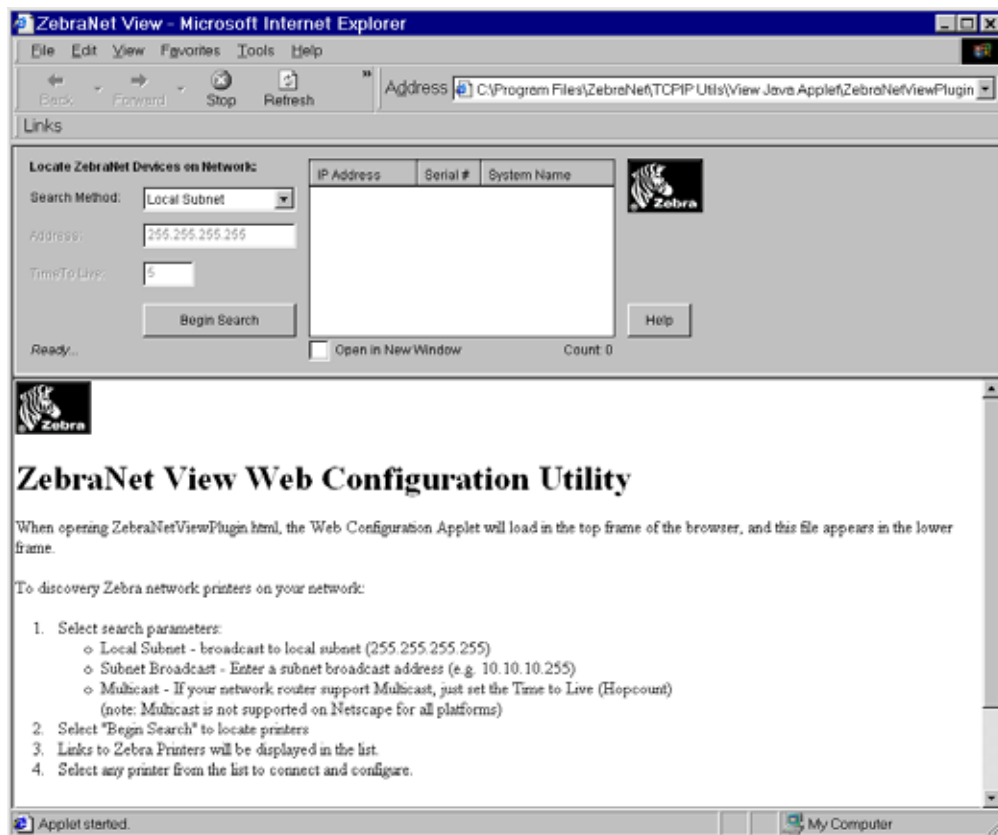 ZebraNet View - Microsoft Internet Explorer
File Edit View Favorites Tools Help
Back Forward Stop Refresh » Address C:\Program Files\ZebraNet\TCPIP Utils\View Java Applet\ZebraNetViewPlugin
Links
Locate ZebraNet Devices on Network:
IP Address Serial # System Name
Zebra
Search Method: Local Subnet
Address: 255.255.255.255
TimeTo Live: 5
Begin Search
Help
Ready...
Open in New Window Count: 0
Zebra
ZebraNet View Web Configuration Utility
When opening ZebraNetViewPlugin.html, the Web Configuration Applet will load in the top frame of the browser, and this file appears in the lower
frame.
To discovery Zebra network printers on your network:
1. Select search parameters:
o Local Subnet - broadcast to local subnet (255.255.255.255)
o Subnet Broadcast - Enter a subnet broadcast address (e.g. 10.10.10.255)
o Multicast - If your network router support Multicast, just set the Time to Live (Hopcount)
(note: Multicast is not supported on Netscape for all platforms)
2. Select "Begin Search" to locate printers
3. Links to Zebra Printers will be displayed in the list.
4. Select any printer from the list to connect and configure.
Applet started. My Computer